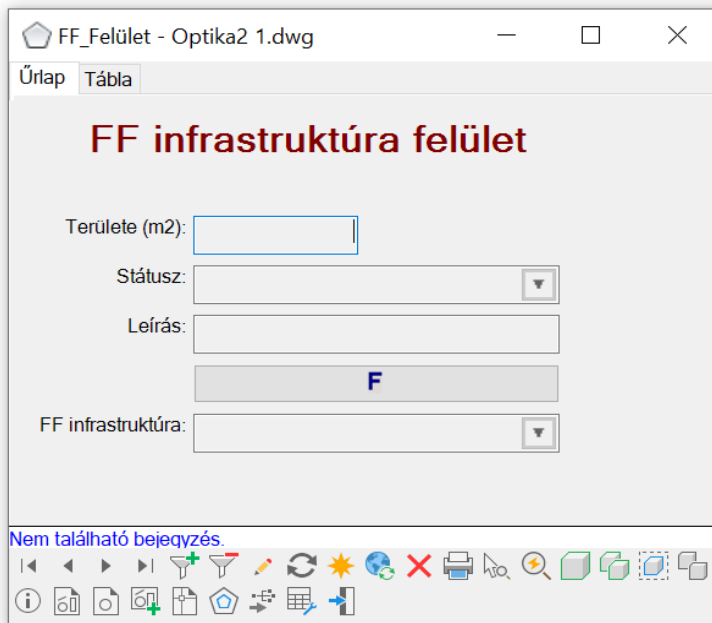 FF_Felület - Optika2 1.dwg
Űrlap Tábla
FF infrastruktúra felület
Területe (m2):
Státusz:
Leírás:
F
FF infrastruktúra:
Nem található bejegyzés.